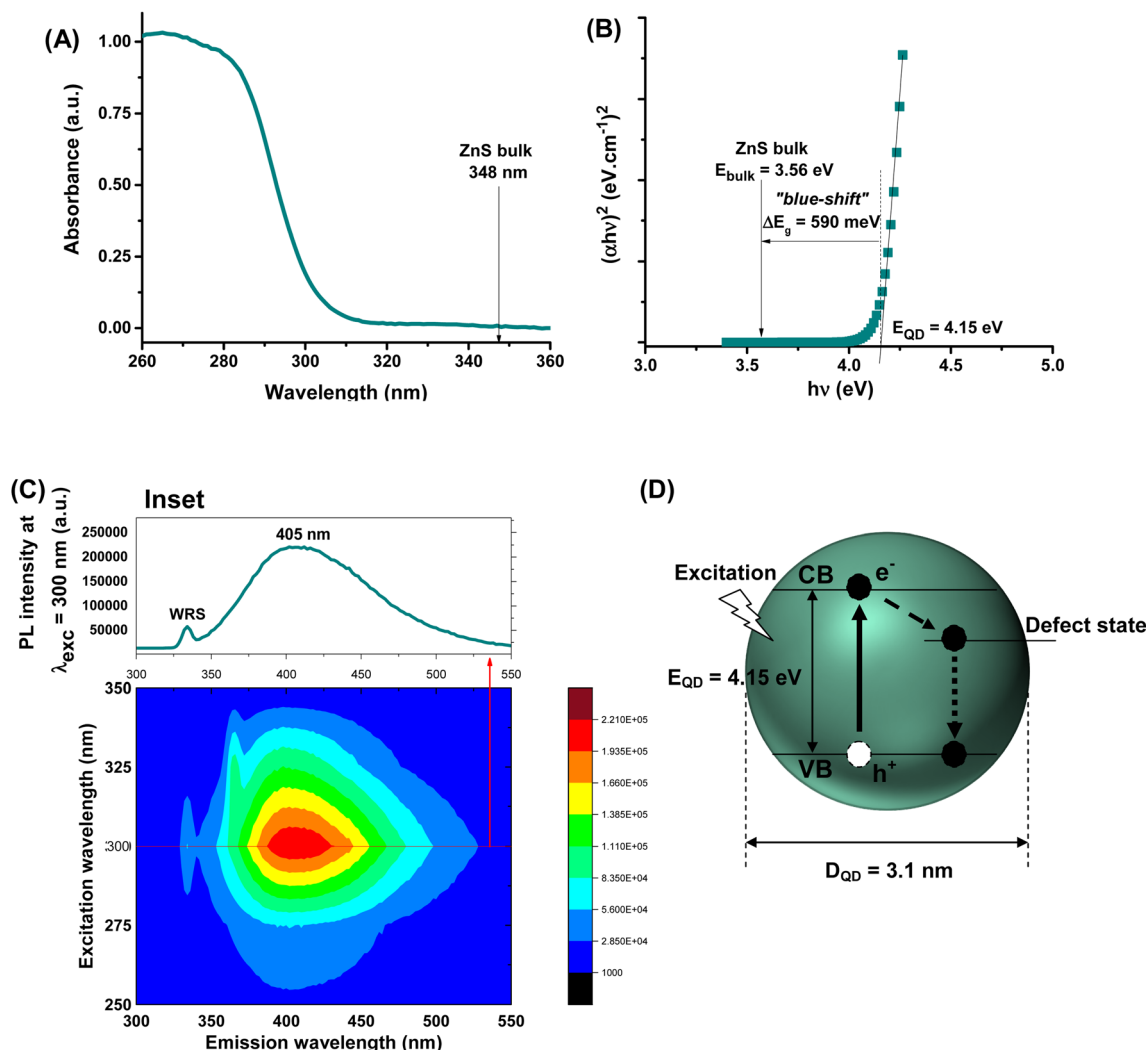 (A)
Absorbance (a.u.)
1.00
0.75
0.50
0.25
0.00
ZnS bulk
348 nm
260 280 300 320 340 360
Wavelength (nm)
(B)
(αhν)² (eV.cm⁻¹)²
ZnS bulk
E_bulk = 3.56 eV
"blue-shift"
ΔE_g = 590 meV
E_QD = 4.15 eV
3.0 3.5 4.0 4.5 5.0
hν (eV)
(C)
Inset
PL intensity at
λ_exc = 300 nm (a.u.)
250000
200000
150000
100000
50000
405 nm
WRS
300 350 400 450 500 550
Excitation wavelength (nm)
350
325
300
275
250
300 350 400 450 500 550
Emission wavelength (nm)
2.210E+05
1.935E+05
1.660E+05
1.385E+05
1.110E+05
8.350E+04
5.600E+04
2.850E+04
1000
(D)
Excitation
CB
e⁻
Defect state
E_QD = 4.15 eV
VB
h⁺
D_QD = 3.1 nm